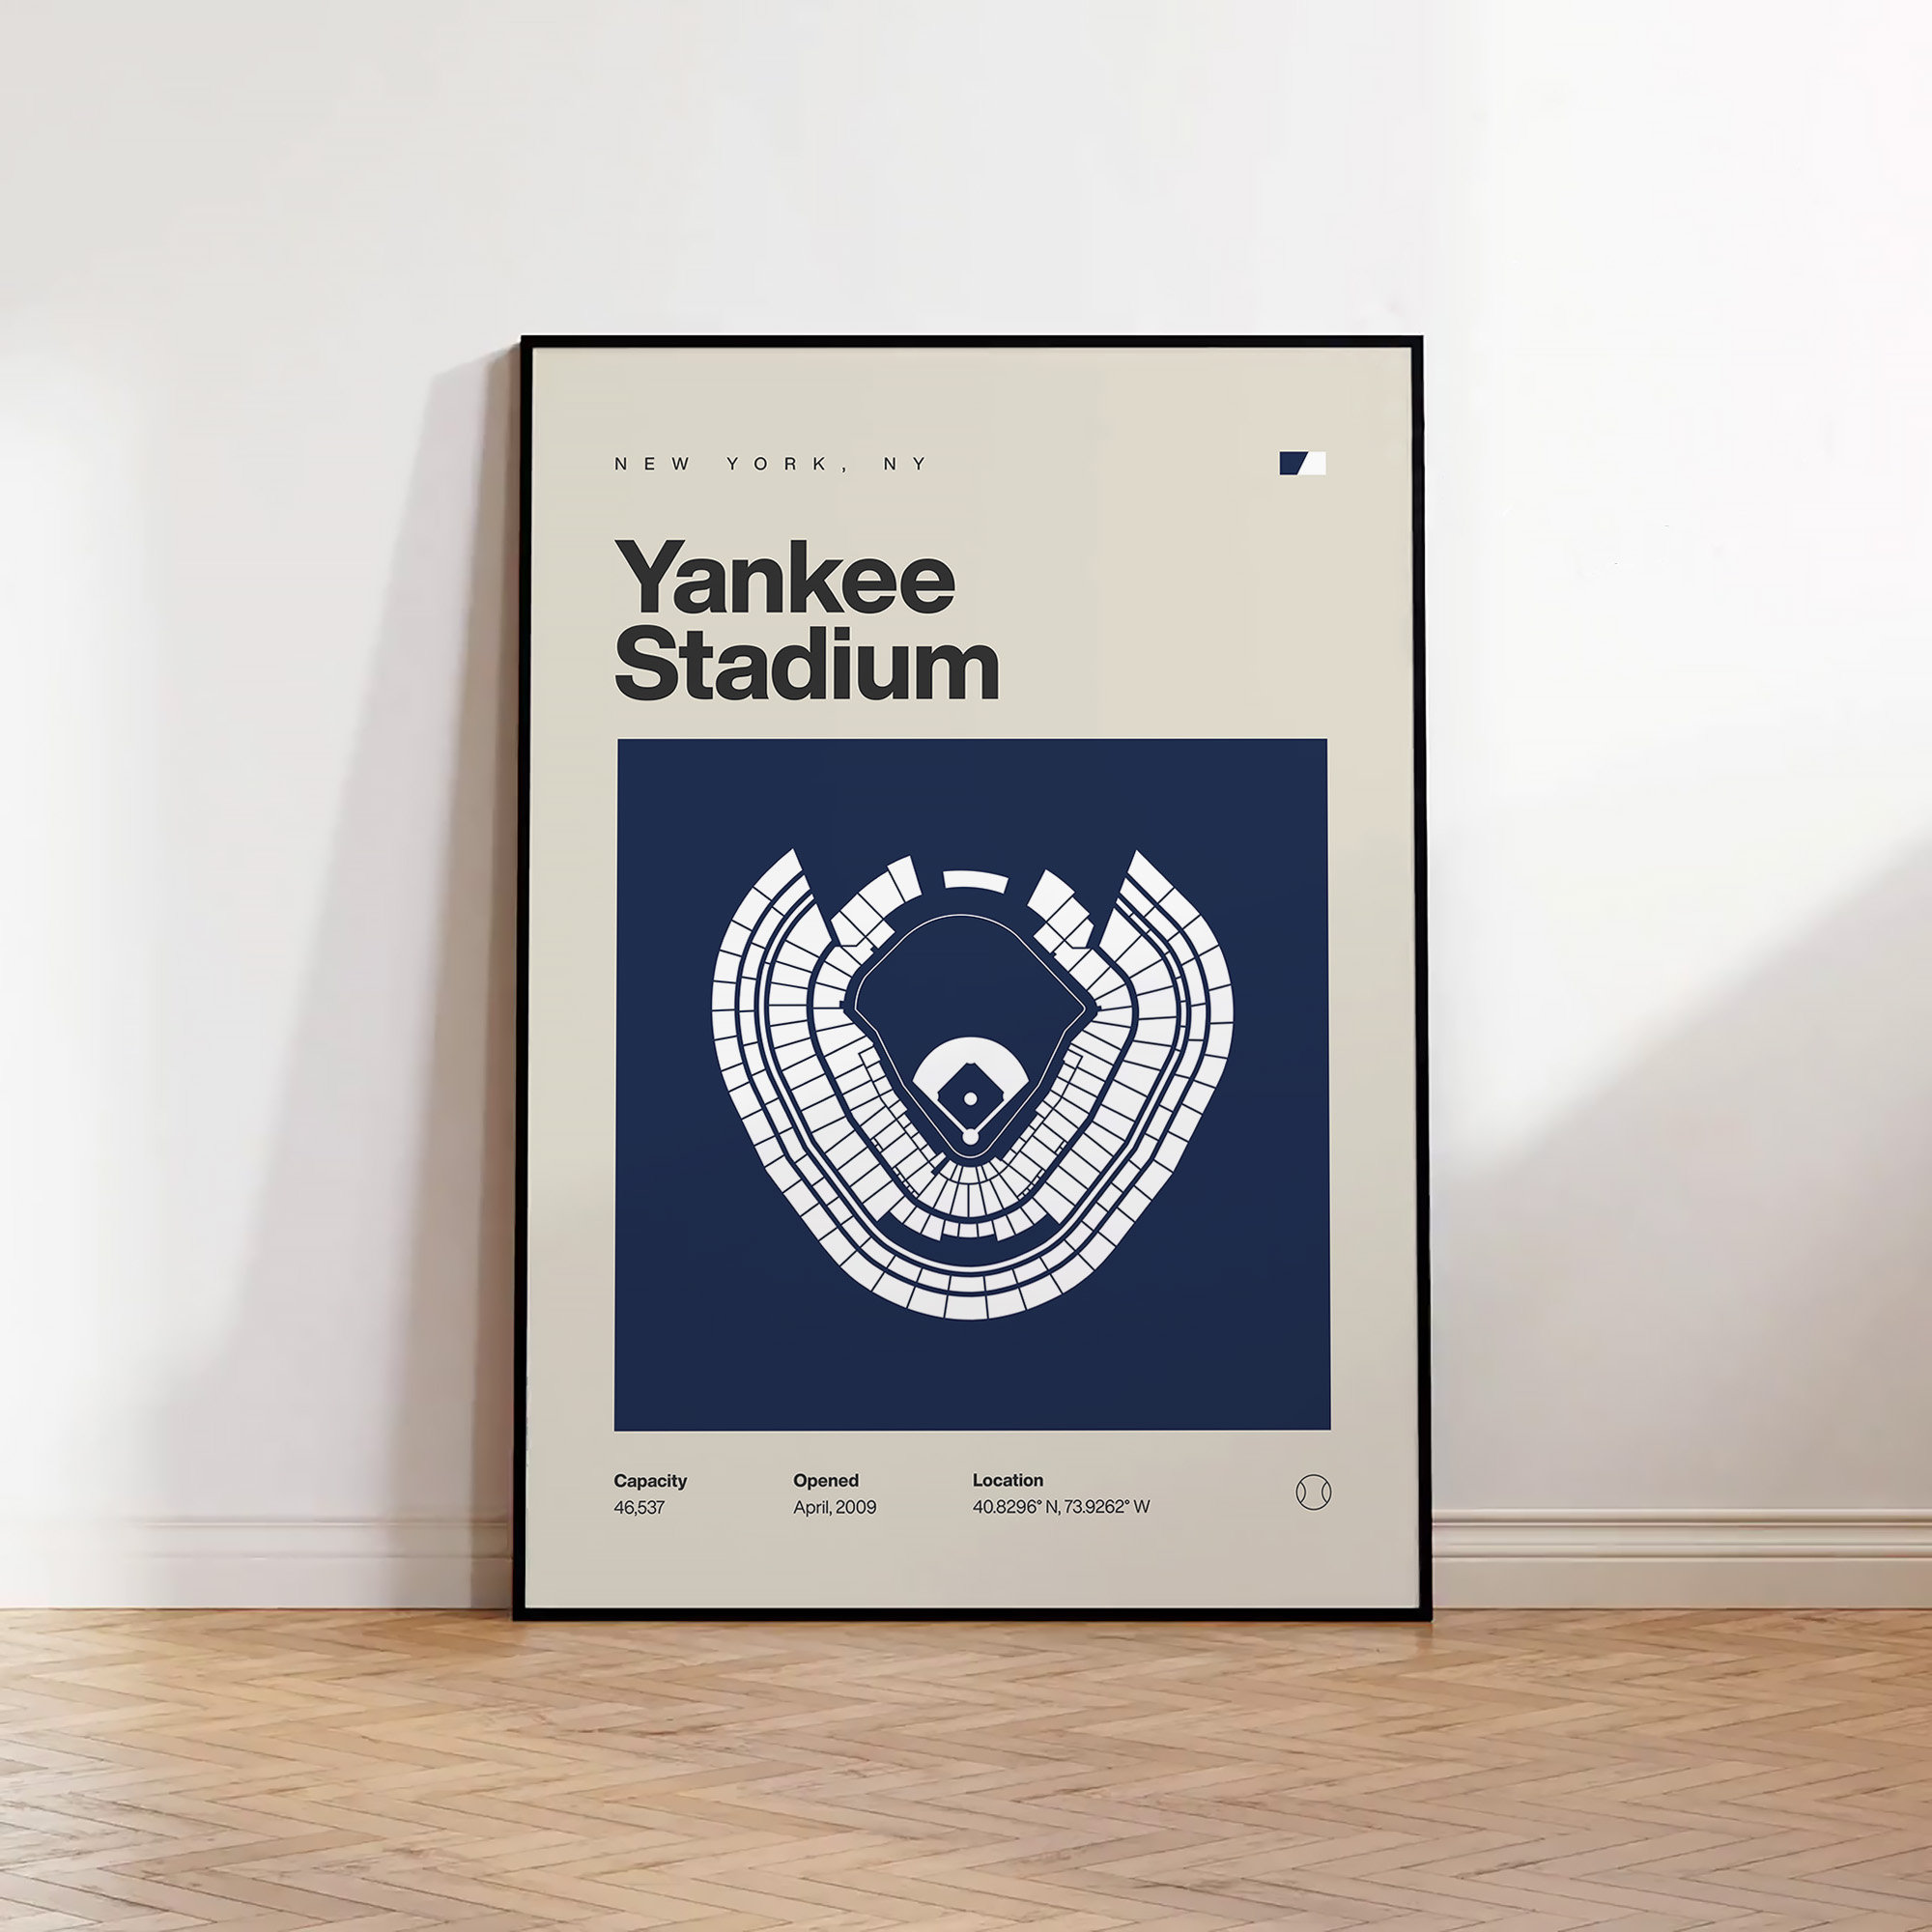 NEW YORK, NY
Yankee
Stadium
Capacity
46,537
Opened
April, 2009
Location
40.8296° N, 73.9262° W